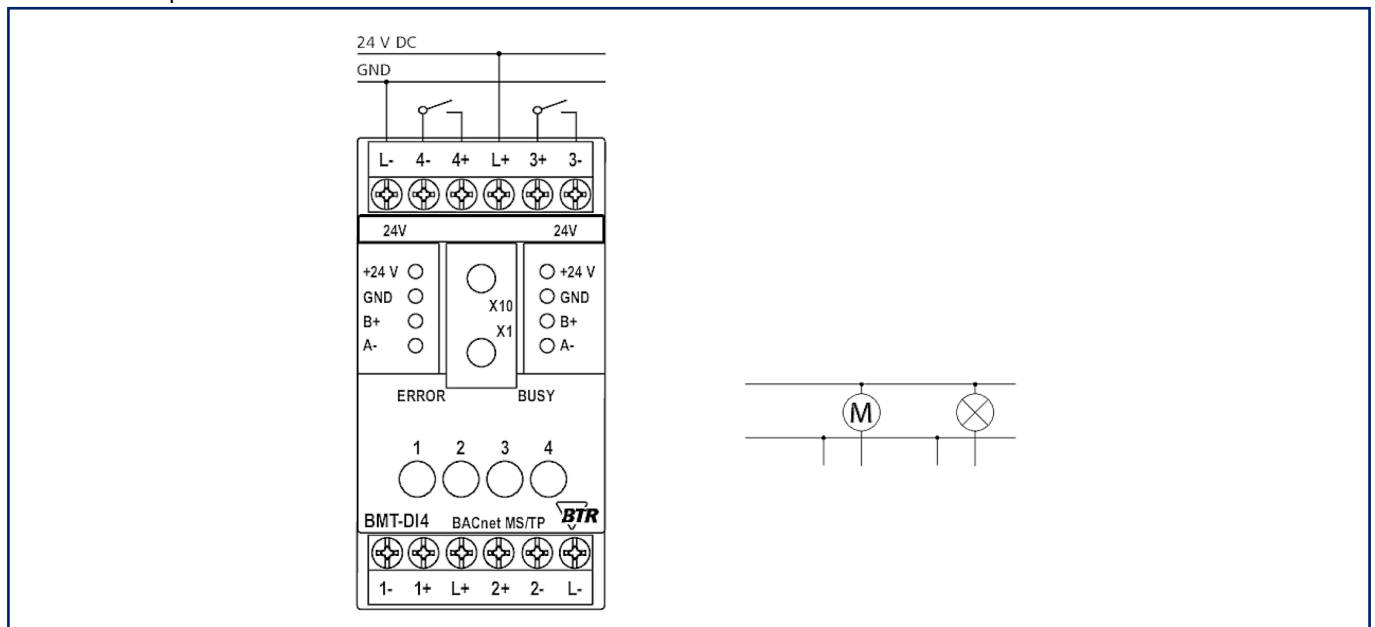 24 V DC
GND
L- 4- 4+ L+ 3+ 3-
24V 24V
+24 V +24 V
GND GND
X10
B+ B+
X1
A- A-
ERROR BUSY
M
1 2 3 4
BMT-DI4 BACnet MS/TP BTR
1- 1+ L+ 2+ 2- L-